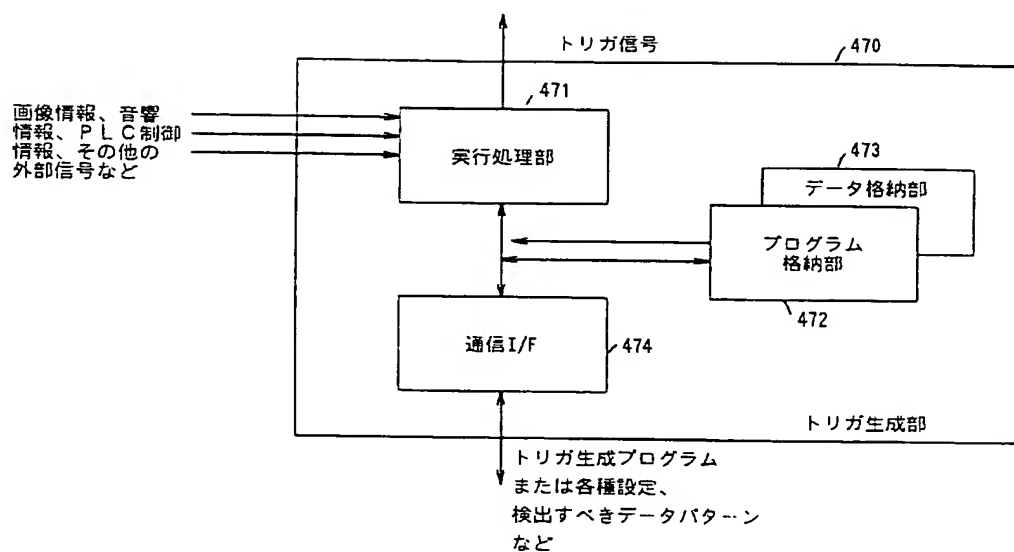 トリガ信号
470
画像情報、音響
情報、PLC制御
情報、その他の
外部信号など
471
実行処理部
473
データ格納部
プログラム
格納部
472
通信I/F
474
トリガ生成部
トリガ生成プログラム
または各種設定、
検出すべきデータパターン
など